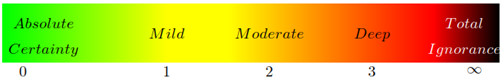 Absolute Certainty Mild Moderate Deep Total Ignorance
0 1 2 3 ∞